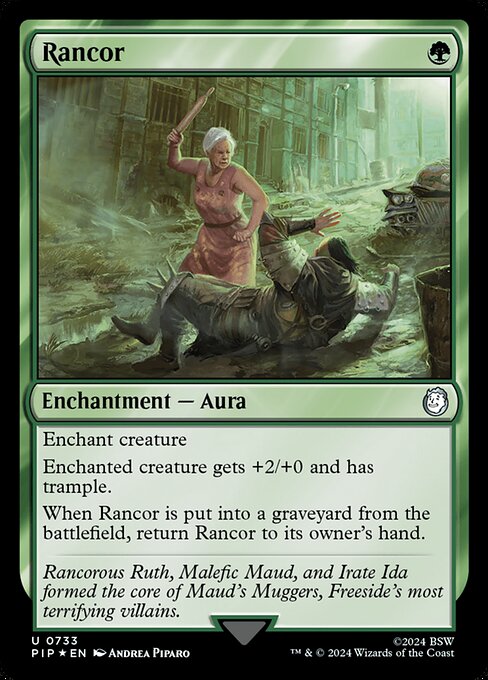 Rancor
Enchantment — Aura
Enchant creature
Enchanted creature gets +2/+0 and has
trample.
When Rancor is put into a graveyard from the
battlefield, return Rancor to its owner's hand.
Rancorous Ruth, Malefic Maud, and Irate Ida
formed the core of Maud's Muggers, Freeside's most
terrifying villains.
U 0733
PIP ★ EN Andrea Piparo
©2024 BSW
™ & © 2024 Wizards of the Coast